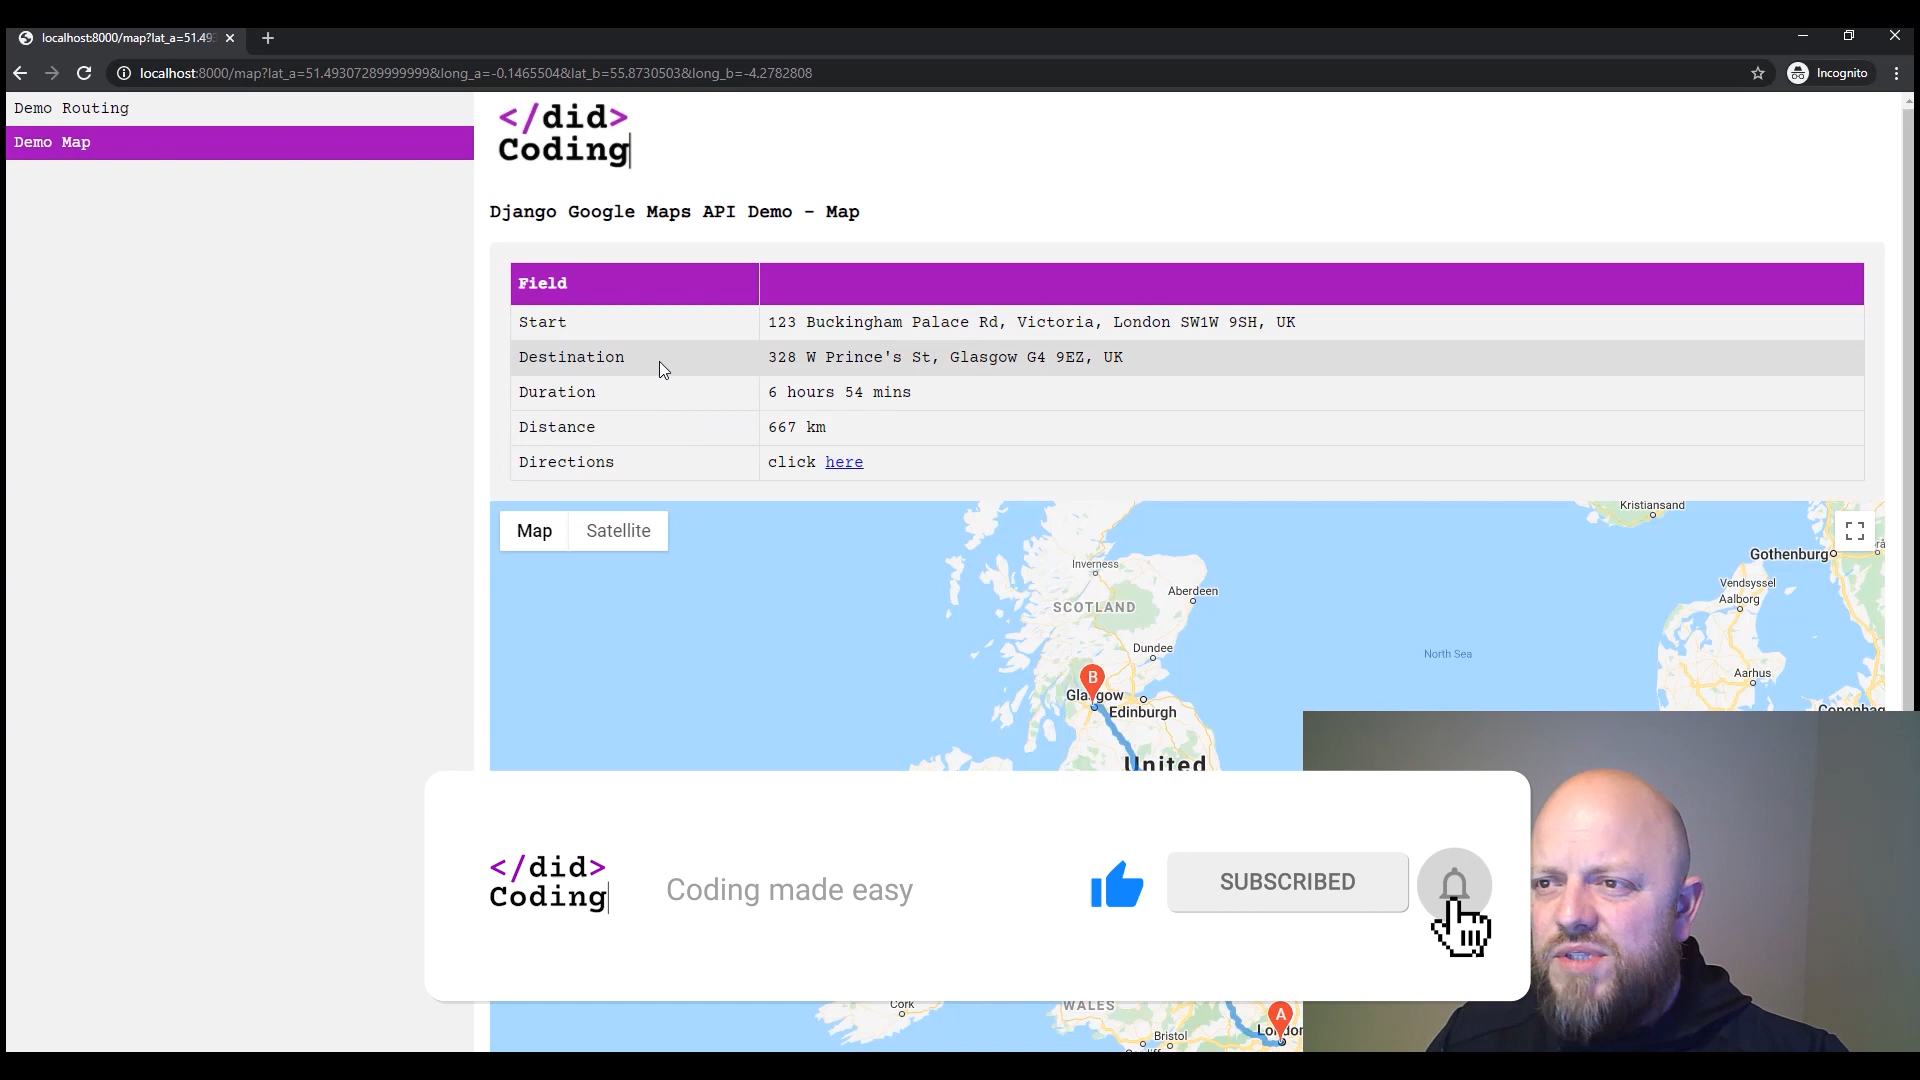 localhost:8000/map?lat_a=51.493
localhost:8000/map?lat_a=51.49307289999999&long_a=-0.1465504&lat_b=55.8730503&long_b=-4.2782808
Incognito
Demo Routing
Demo Map
</did>
Coding
Django Google Maps API Demo - Map
Field
Start 123 Buckingham Palace Rd, Victoria, London SW1W 9SH, UK
Destination 328 W Prince's St, Glasgow G4 9EZ, UK
Duration 6 hours 54 mins
Distance 667 km
Directions click here
Map Satellite
Kristiansand
Gothenburg
Inverness
Aberdeen
Vendsyssel
Aalborg
SCOTLAND
Dundee
North Sea
Aarhus
B
Glasgow
Edinburgh
United
</did>
Coding
Coding made easy
SUBSCRIBED
Cork
WALES
A
Bristol